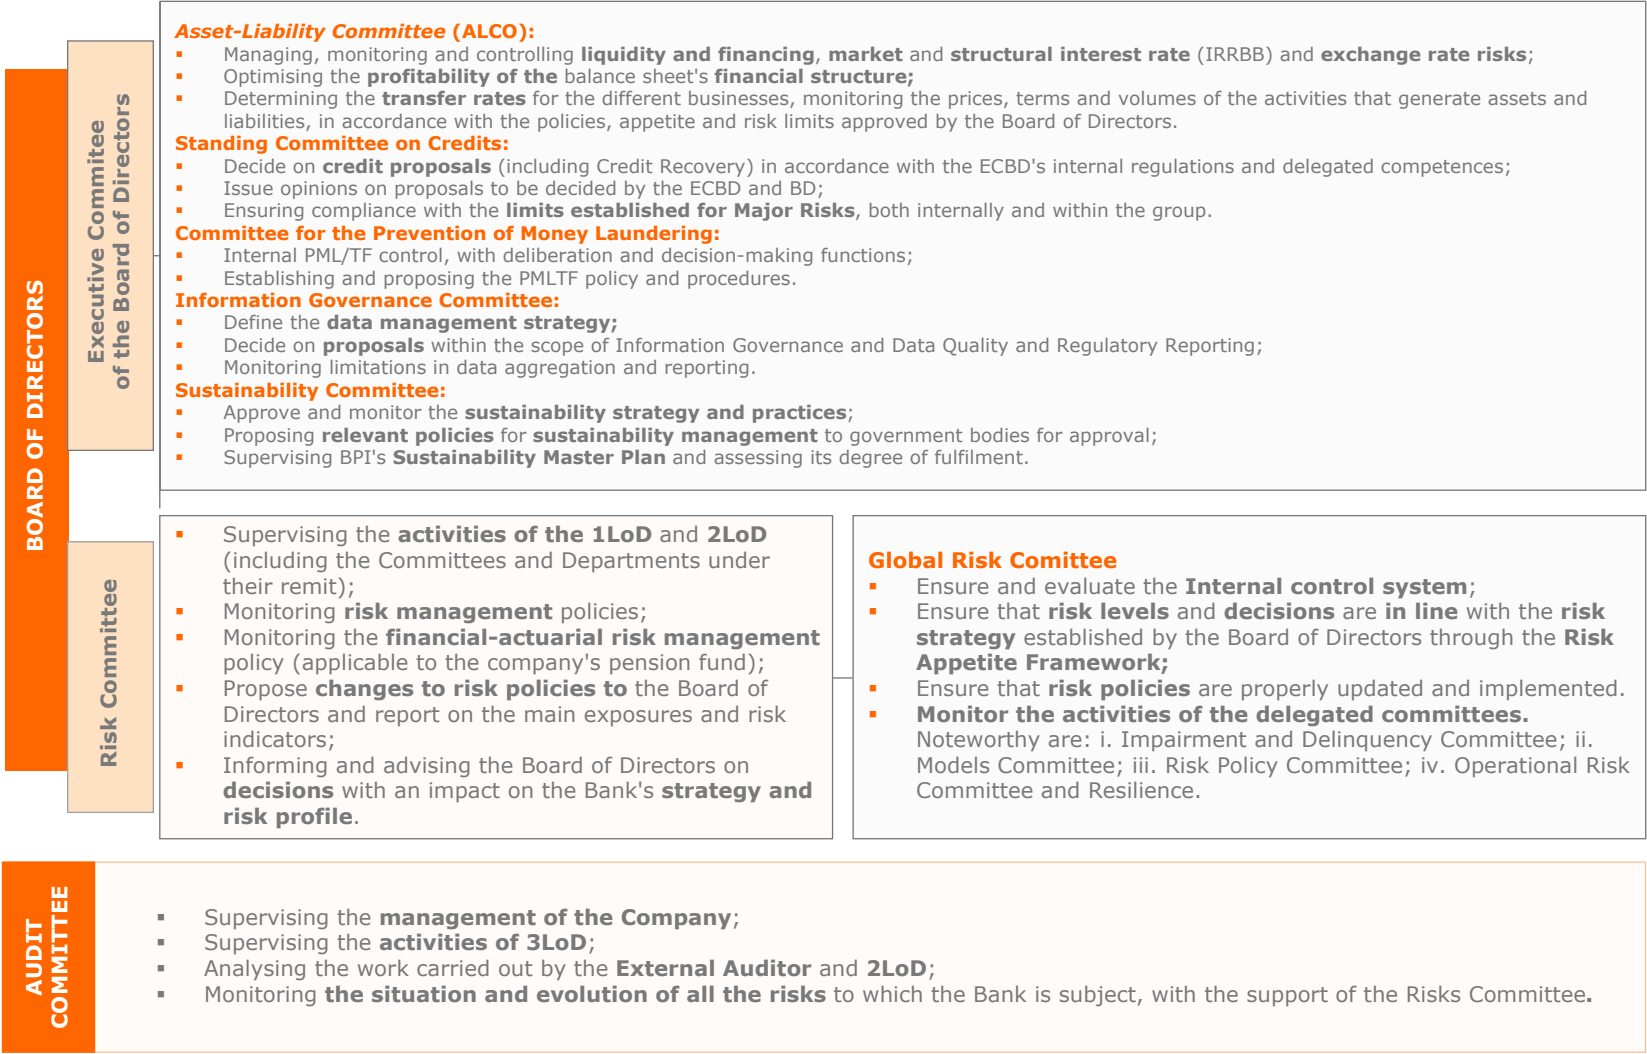 BOARD OF DIRECTORS
Executive Commitee
of the Board of Directors
Asset-Liability Committee (ALCO):
▪ Managing, monitoring and controlling liquidity and financing, market and structural interest rate (IRRBB) and exchange rate risks;
▪ Optimising the profitability of the balance sheet's financial structure;
▪ Determining the transfer rates for the different businesses, monitoring the prices, terms and volumes of the activities that generate assets and
liabilities, in accordance with the policies, appetite and risk limits approved by the Board of Directors.
Standing Committee on Credits:
▪ Decide on credit proposals (including Credit Recovery) in accordance with the ECBD's internal regulations and delegated competences;
▪ Issue opinions on proposals to be decided by the ECBD and BD;
▪ Ensuring compliance with the limits established for Major Risks, both internally and within the group.
Committee for the Prevention of Money Laundering:
▪ Internal PML/TF control, with deliberation and decision-making functions;
▪ Establishing and proposing the PMLTF policy and procedures.
Information Governance Committee:
▪ Define the data management strategy;
▪ Decide on proposals within the scope of Information Governance and Data Quality and Regulatory Reporting;
▪ Monitoring limitations in data aggregation and reporting.
Sustainability Committee:
▪ Approve and monitor the sustainability strategy and practices;
▪ Proposing relevant policies for sustainability management to government bodies for approval;
▪ Supervising BPI's Sustainability Master Plan and assessing its degree of fulfilment.
Risk Committee
▪ Supervising the activities of the 1LoD and 2LoD
(including the Committees and Departments under
their remit);
▪ Monitoring risk management policies;
▪ Monitoring the financial-actuarial risk management
policy (applicable to the company's pension fund);
▪ Propose changes to risk policies to the Board of
Directors and report on the main exposures and risk
indicators;
▪ Informing and advising the Board of Directors on
decisions with an impact on the Bank's strategy and
risk profile.
Global Risk Comittee
▪ Ensure and evaluate the Internal control system;
▪ Ensure that risk levels and decisions are in line with the risk
strategy established by the Board of Directors through the Risk
Appetite Framework;
▪ Ensure that risk policies are properly updated and implemented.
▪ Monitor the activities of the delegated committees.
Noteworthy are: i. Impairment and Delinquency Committee; ii.
Models Committee; iii. Risk Policy Committee; iv. Operational Risk
Committee and Resilience.
AUDIT
COMMITTEE
▪ Supervising the management of the Company;
▪ Supervising the activities of 3LoD;
▪ Analysing the work carried out by the External Auditor and 2LoD;
▪ Monitoring the situation and evolution of all the risks to which the Bank is subject, with the support of the Risks Committee.